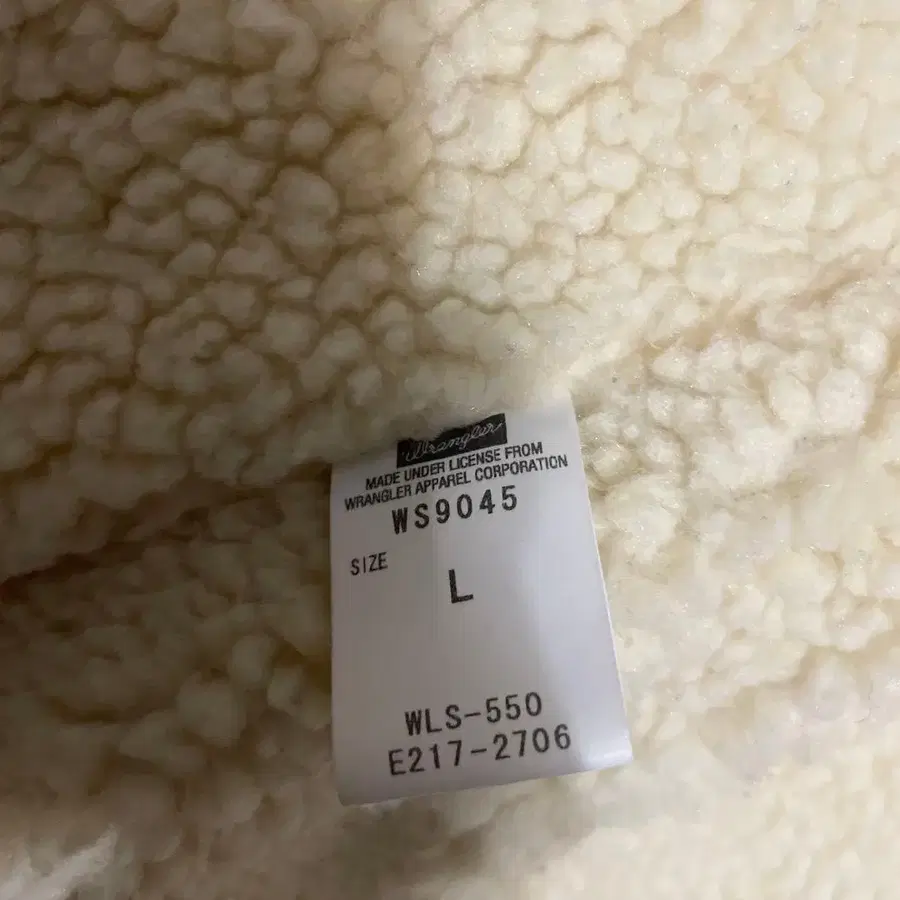 Wrangler
MADE UNDER LICENSE FROM
WRANGLER APPAREL CORPORATION
WS9045
SIZE
L
WLS-550
E217-2706